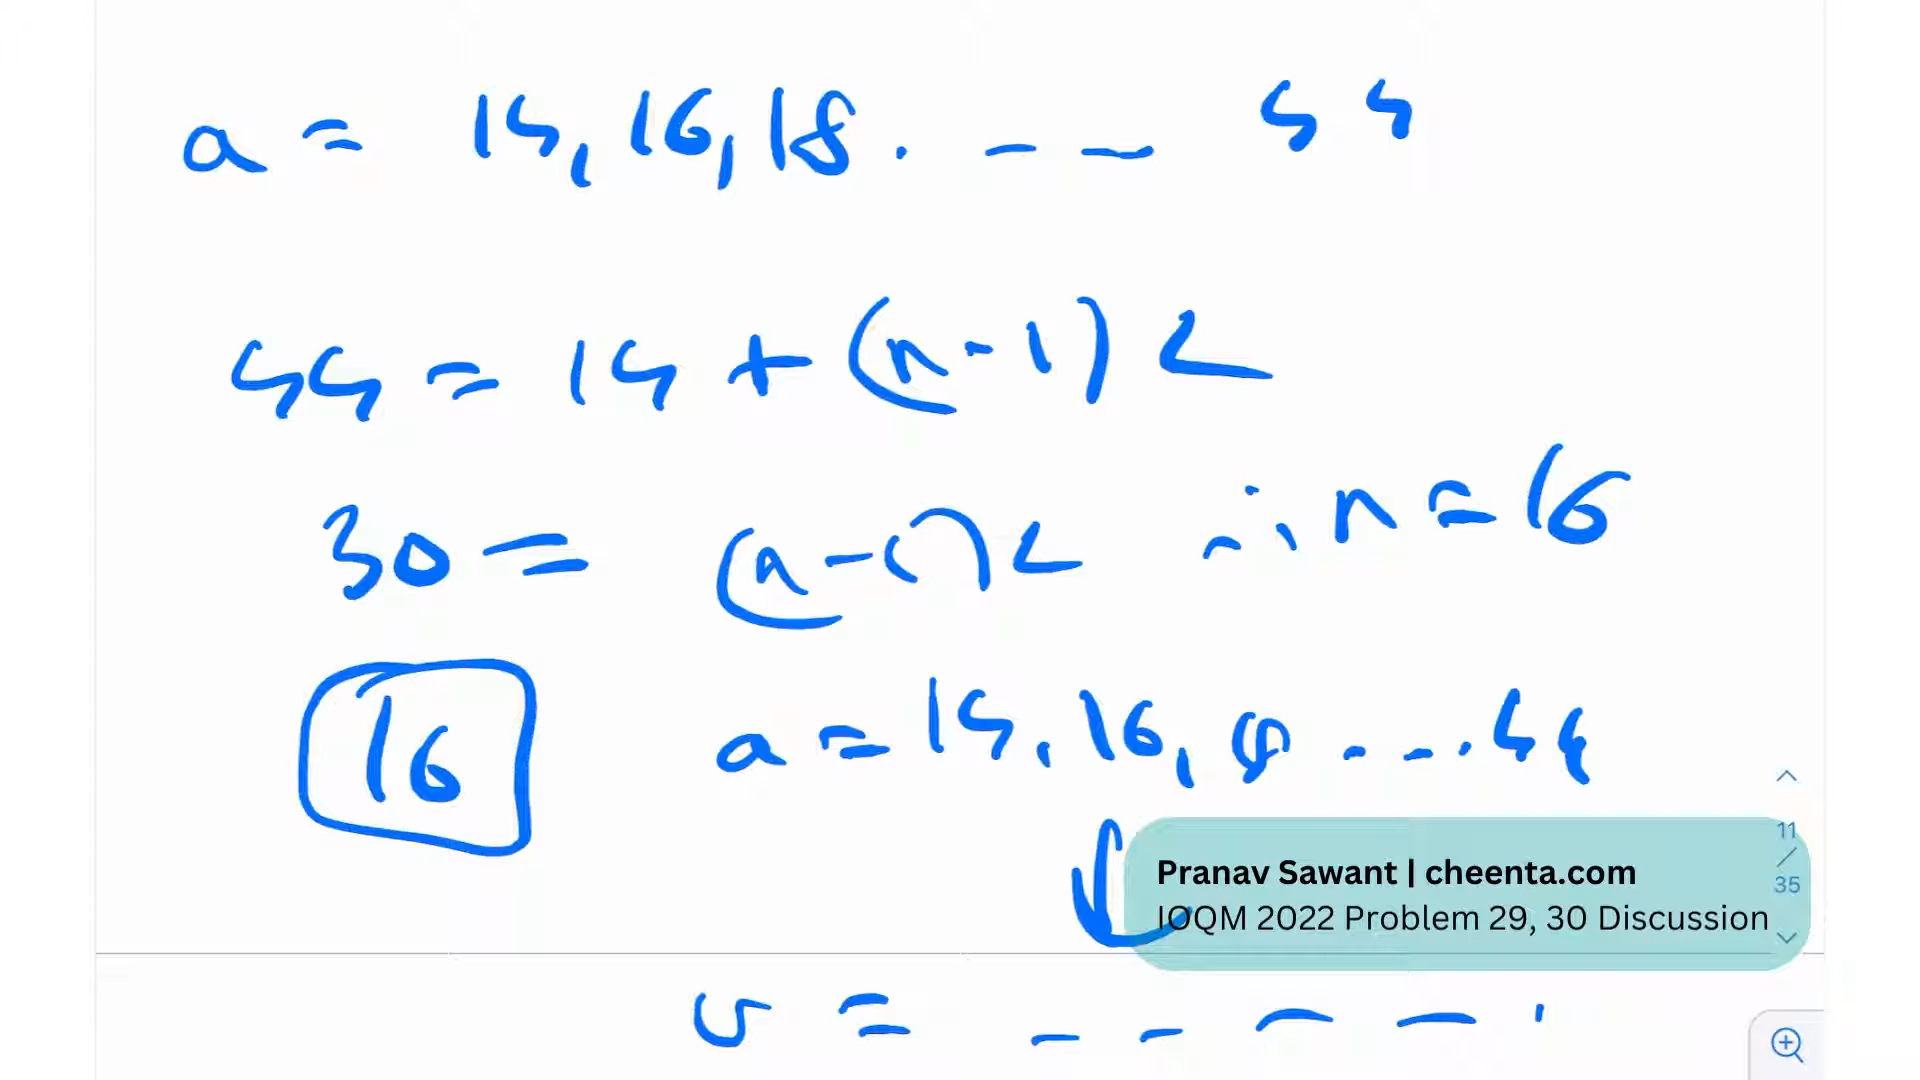 a = 14, 16, 18 . - - 44
44 = 14 + (n-1) 2
30 = (n-1) 2 ∴ n = 16
16 a = 14, 16, 18 . - - . 44
11
/
35
Pranav Sawant | cheenta.com
IOQM 2022 Problem 29, 30 Discussion
v = - - - - '